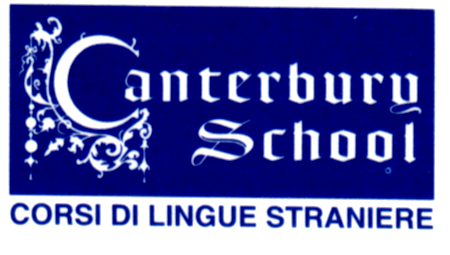 Canterbury
School
CORSI DI LINGUE STRANIERE